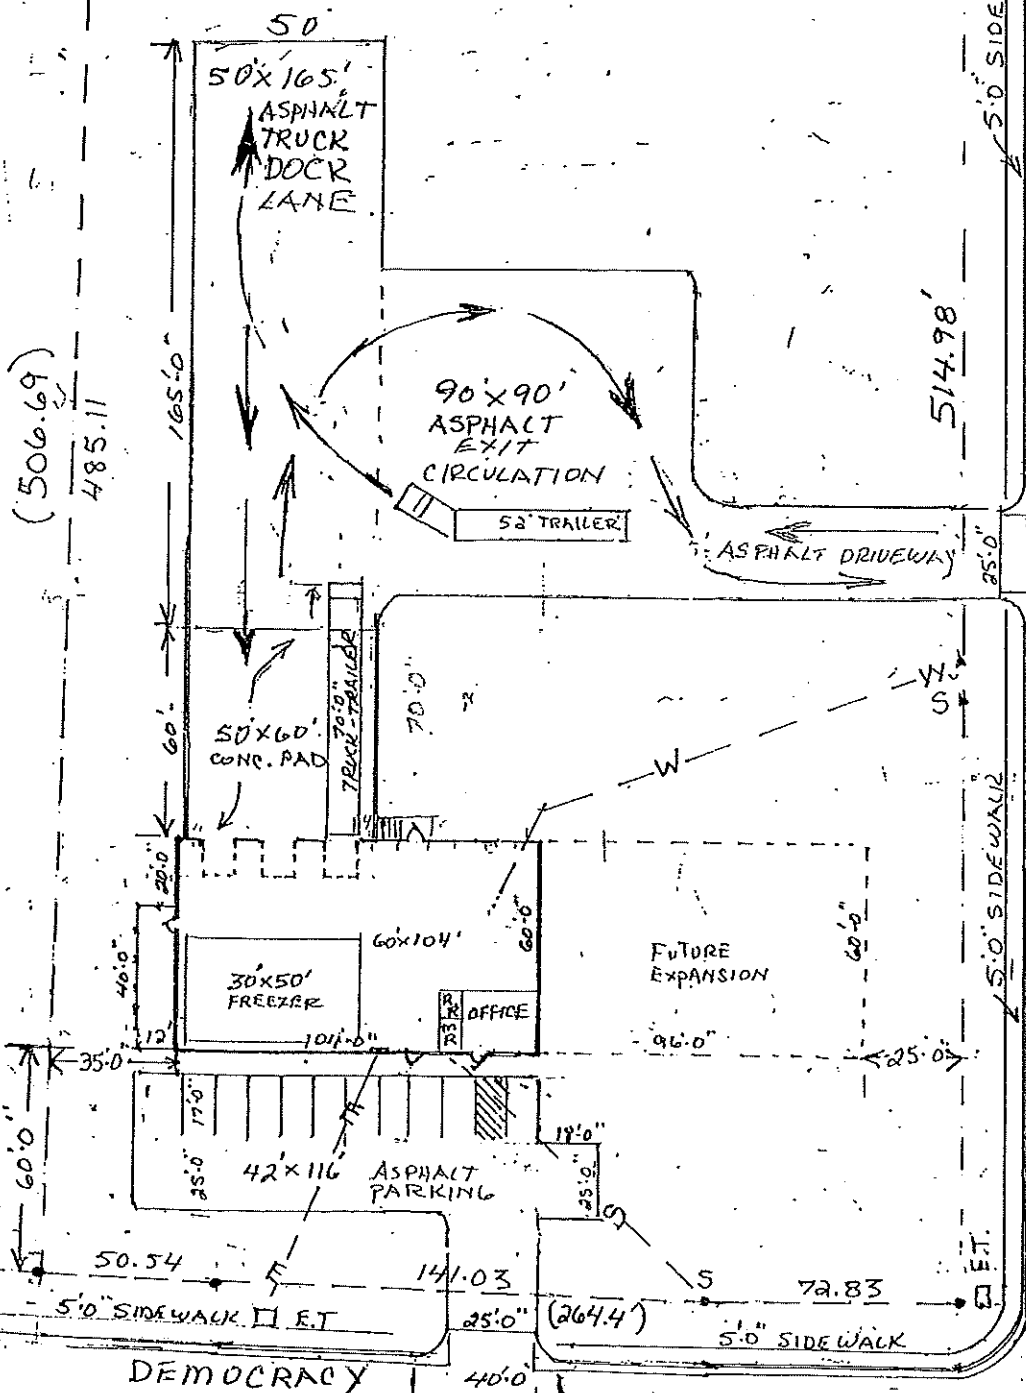 50'
50'X165'
ASPHALT
TRUCK
DOCK
LANE
5'0" SIDE
165'-0"
(506.69)
485.11
90'X90'
ASPHALT
EXIT
CIRCULATION
514.98'
52' TRAILER
ASPHALT DRIVEWAY
25'-0"
60'
50'X60'
CONC. PAD
70'-0"
TRUCK-TRAILER
70'-0"
W
S
W
5'0" SIDEWALK
20'-0"
40'-0"
12'
60'X104'
30'X50'
FREEZER
RR
RR
OFFICE
60'-0"
104'-0"
FUTURE
EXPANSION
60'-0"
96'-0"
25'-0"
35'-0"
60'-0"
17'-0"
25'-0"
42'X116'
ASPHALT
PARKING
18'-0"
25'-0"
S
S
E
50.54
141.03
72.83
E.T.
5'0" SIDEWALK
E.T
25'0"
(264.4')
5'0" SIDEWALK
DEMOCRACY
40'-0"